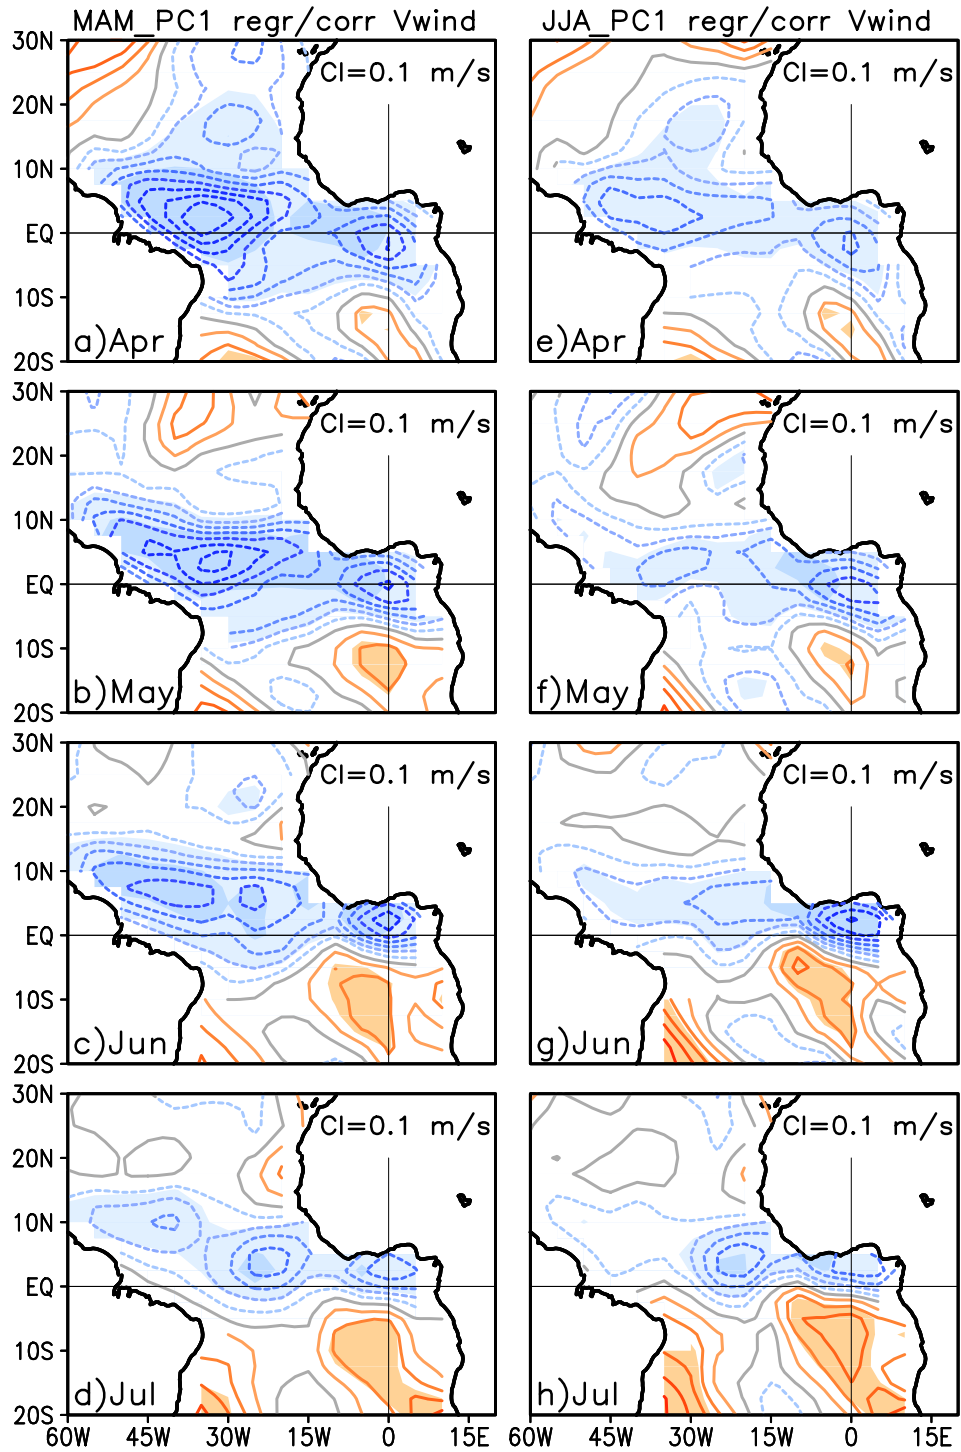 MAM_PC1 regr/corr Vwind JJA_PC1 regr/corr Vwind
30N CI=0.1 m/s CI=0.1 m/s
20N
10N
EQ
10S
a)Apr e)Apr
20S
30N CI=0.1 m/s CI=0.1 m/s
20N
10N
EQ
10S
b)May f)May
20S
30N CI=0.1 m/s CI=0.1 m/s
20N
10N
EQ
10S
c)Jun g)Jun
20S
30N CI=0.1 m/s CI=0.1 m/s
20N
10N
EQ
10S
d)Jul h)Jul
20S
60W 45W 30W 15W 0 15E 60W 45W 30W 15W 0 15E